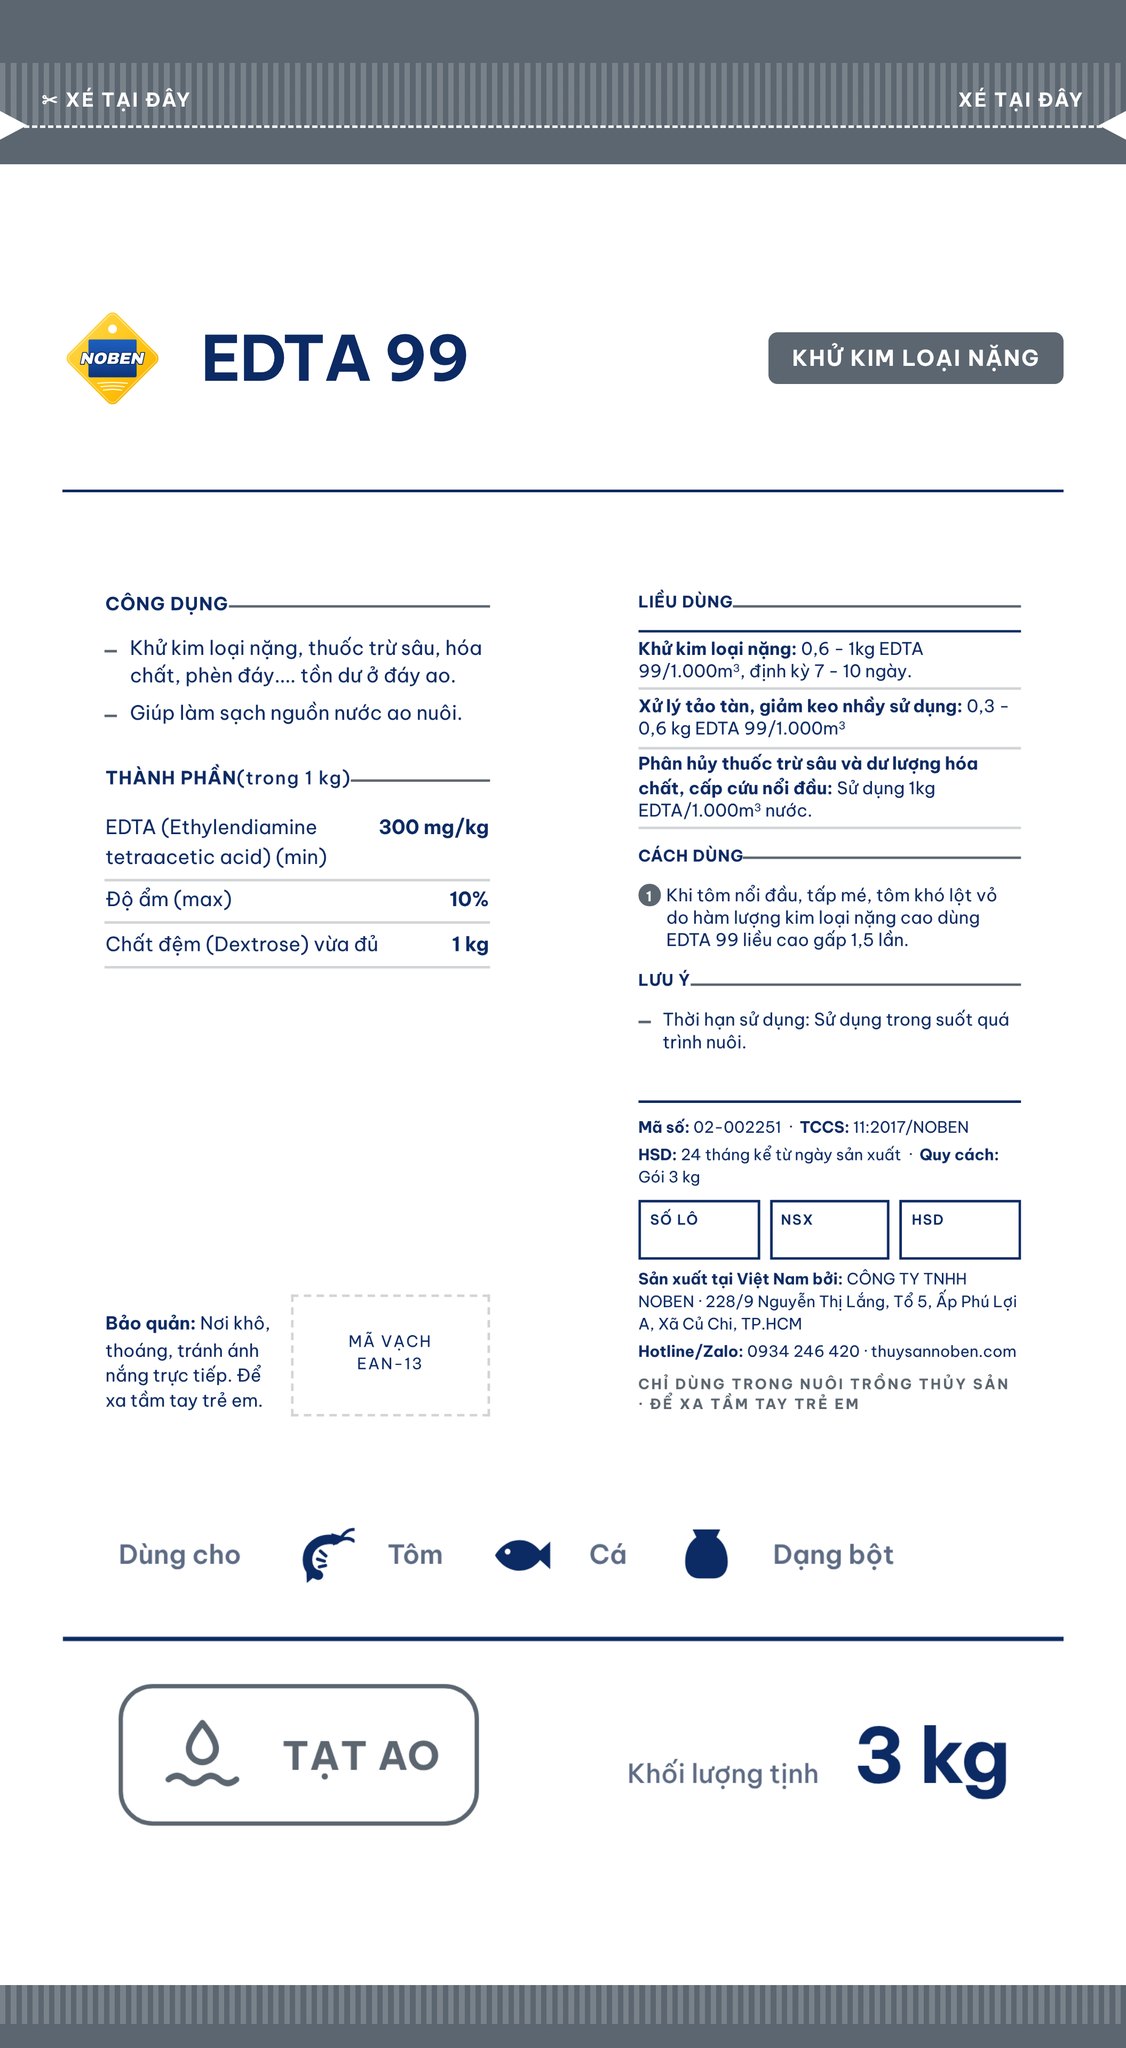 ✂ XÉ TẠI ĐÂY
XÉ TẠI ĐÂY
NOBEN
EDTA 99
KHỬ KIM LOẠI NẶNG
CÔNG DỤNG
– Khử kim loại nặng, thuốc trừ sâu, hóa
chất, phèn đáy.... tồn dư ở đáy ao.
– Giúp làm sạch nguồn nước ao nuôi.
THÀNH PHẦN(trong 1 kg)
EDTA (Ethylendiamine 300 mg/kg
tetraacetic acid) (min)
Độ ẩm (max) 10%
Chất đệm (Dextrose) vừa đủ 1 kg
Bảo quản: Nơi khô,
thoáng, tránh ánh
nắng trực tiếp. Để
xa tầm tay trẻ em.
MÃ VẠCH
EAN-13
LIỀU DÙNG
Khử kim loại nặng: 0,6 - 1kg EDTA
99/1.000m³, định kỳ 7 - 10 ngày.
Xử lý tảo tàn, giảm keo nhầy sử dụng: 0,3 -
0,6 kg EDTA 99/1.000m³
Phân hủy thuốc trừ sâu và dư lượng hóa
chất, cấp cứu nổi đầu: Sử dụng 1kg
EDTA/1.000m³ nước.
CÁCH DÙNG
1 Khi tôm nổi đầu, tấp mé, tôm khó lột vỏ
do hàm lượng kim loại nặng cao dùng
EDTA 99 liều cao gấp 1,5 lần.
LƯU Ý
– Thời hạn sử dụng: Sử dụng trong suốt quá
trình nuôi.
Mã số: 02-002251 · TCCS: 11:2017/NOBEN
HSD: 24 tháng kể từ ngày sản xuất · Quy cách:
Gói 3 kg
SỐ LÔ
NSX
HSD
Sản xuất tại Việt Nam bởi: CÔNG TY TNHH
NOBEN · 228/9 Nguyễn Thị Lắng, Tổ 5, Ấp Phú Lợi
A, Xã Củ Chi, TP.HCM
Hotline/Zalo: 0934 246 420 · thuysannoben.com
CHỈ DÙNG TRONG NUÔI TRỒNG THỦY SẢN
· ĐỂ XA TẦM TAY TRẺ EM
Dùng cho Tôm Cá Dạng bột
TẠT AO
Khối lượng tịnh 3 kg